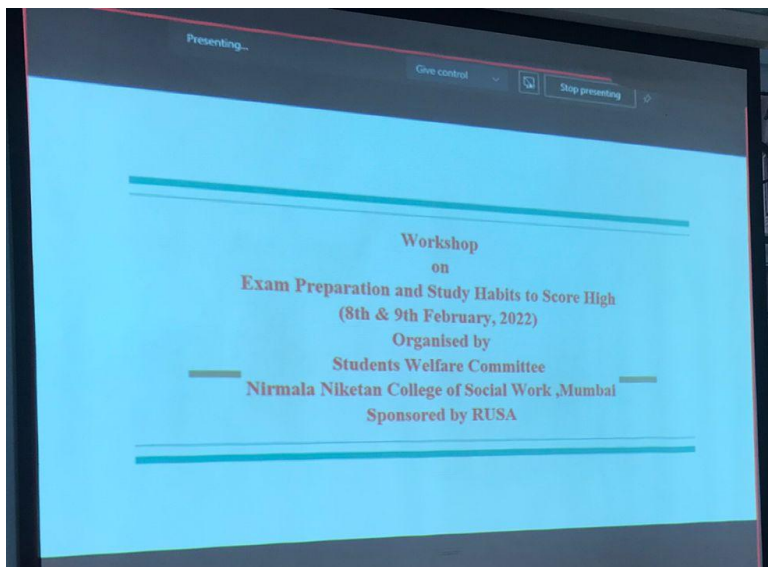 Presenting...
Give control
Stop presenting
Workshop
on
Exam Preparation and Study Habits to Score High
(8th & 9th February, 2022)
Organised by
Students Welfare Committee
Nirmala Niketan College of Social Work ,Mumbai
Sponsored by RUSA